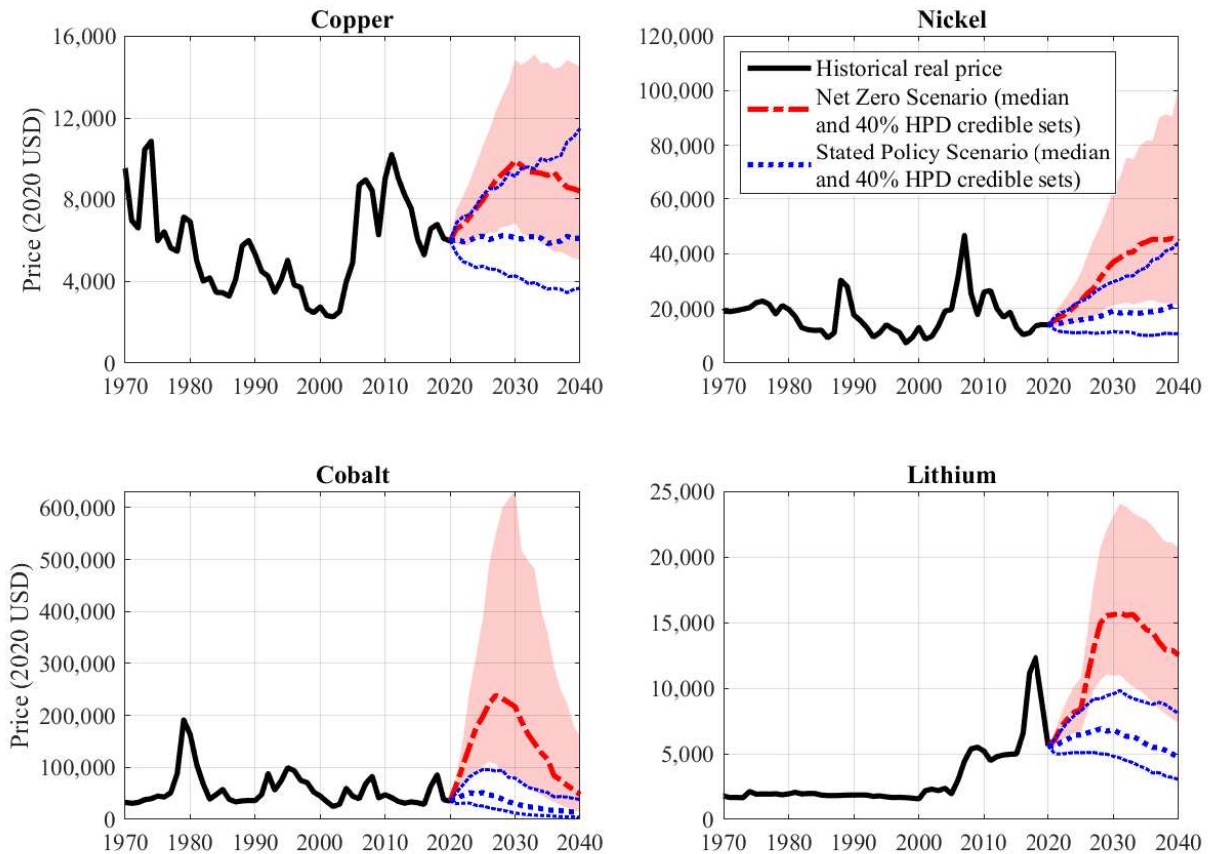 Copper
Price (2020 USD)
16,000
12,000
8,000
4,000
0
1970 1980 1990 2000 2010 2020 2030 2040
Nickel
120,000
100,000
80,000
60,000
40,000
20,000
0
1970 1980 1990 2000 2010 2020 2030 2040
Historical real price
Net Zero Scenario (median
and 40% HPD credible sets)
Stated Policy Scenario (median
and 40% HPD credible sets)
Cobalt
Price (2020 USD)
600,000
500,000
400,000
300,000
200,000
100,000
0
1970 1980 1990 2000 2010 2020 2030 2040
Lithium
25,000
20,000
15,000
10,000
5,000
0
1970 1980 1990 2000 2010 2020 2030 2040